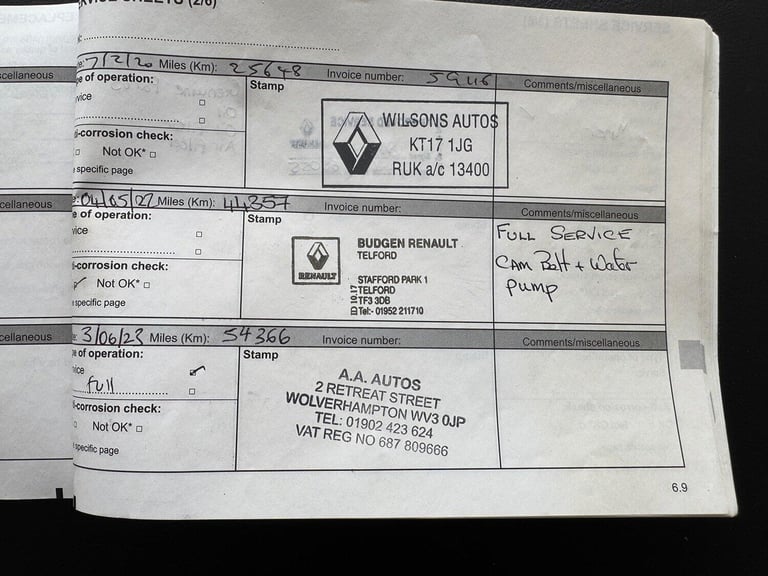 SERVICE SHEETS (2/6)
7/2/20 Miles (Km): 25648 Invoice number: 59416
cellaneous
e of operation:
Stamp
Comments/miscellaneous
vice
WILSONS AUTOS
KT17 1JG
RUK a/c 13400
i-corrosion check:
Not OK*
specific page
04/05/22 Miles (Km): 44357 Invoice number:
cellaneous
e of operation:
Stamp
Comments/miscellaneous
vice
BUDGEN RENAULT
TELFORD
RENAULT
STAFFORD PARK 1
TELFORD
TF3 3DB
Tel:- 01952 211710
Full Service
Cam Belt + Water
Pump
i-corrosion check:
Not OK*
specific page
3/06/23 Miles (Km): 54366 Invoice number:
cellaneous
e of operation:
Stamp
Comments/miscellaneous
vice
full
A.A. AUTOS
2 RETREAT STREET
WOLVERHAMPTON WV3 0JP
TEL: 01902 423 624
VAT REG NO 687 809666
-corrosion check:
Not OK*
specific page
6.9